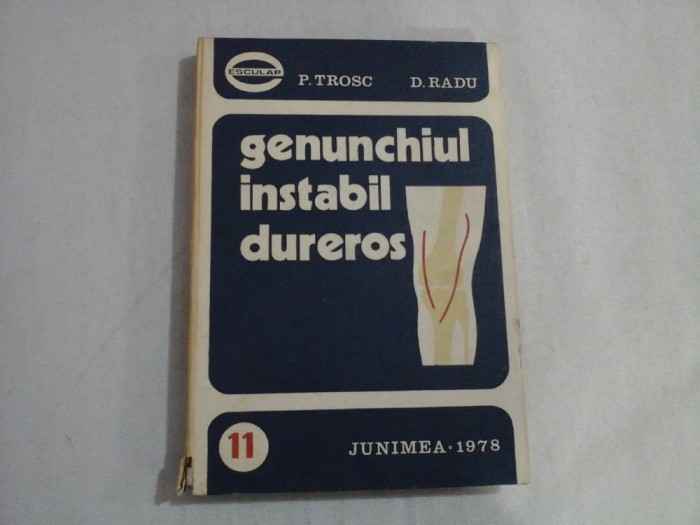 ESCULAP
P. TROSC D. RADU
genunchiul
instabil
dureros
11
JUNIMEA • 1978